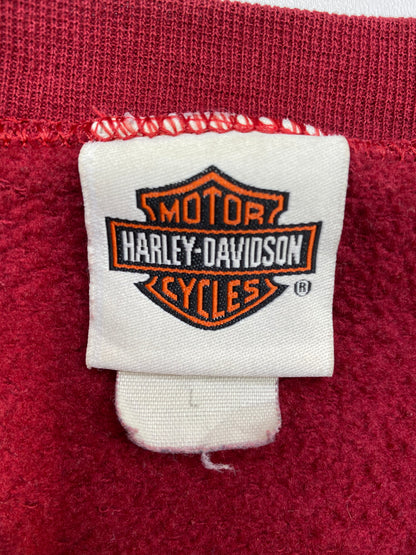 MOTOR
HARLEY-DAVIDSON
CYCLES
®
L